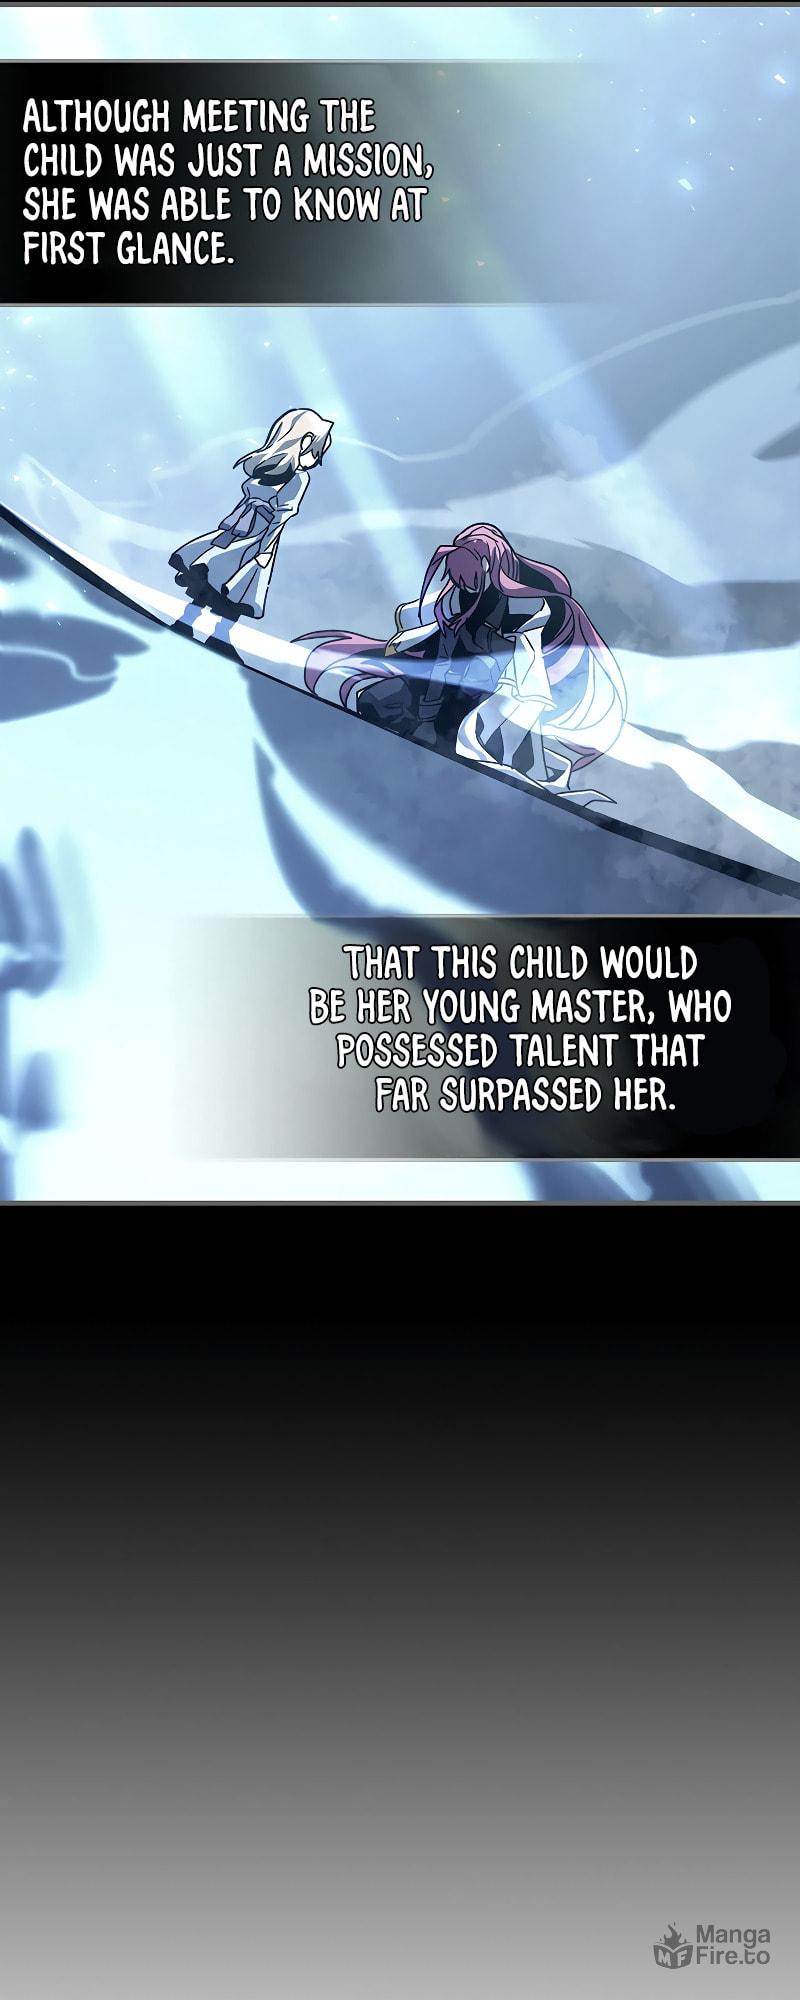 ALTHOUGH MEETING THE
CHILD WAS JUST A MISSION,
SHE WAS ABLE TO KNOW AT
FIRST GLANCE.
THAT THIS CHILD WOULD
BE HER YOUNG MASTER, WHO
POSSESSED TALENT THAT
FAR SURPASSED HER.
MF
Manga
Fire.to